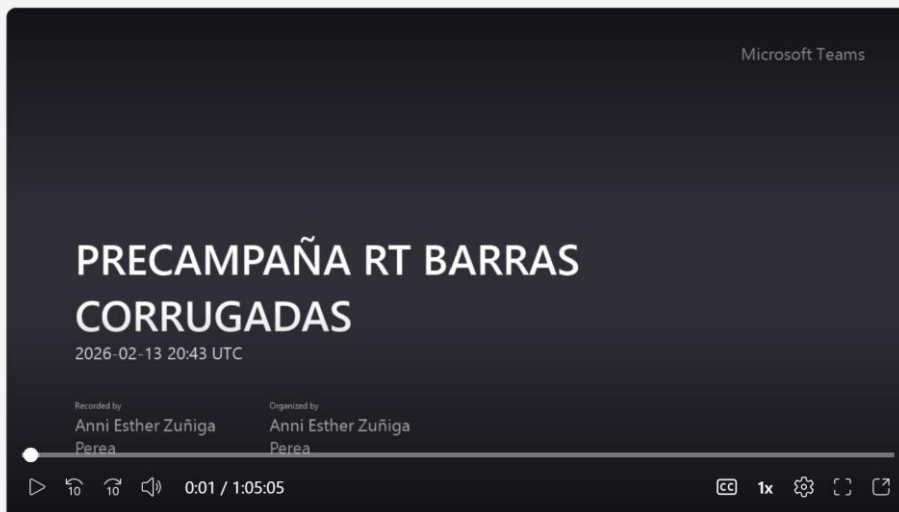 Microsoft Teams
PRECAMPAÑA RT BARRAS
CORRUGADAS
2026-02-13 20:43 UTC
Recorded by
Anni Esther Zuñiga
Perea
Organized by
Anni Esther Zuñiga
Perea
10
10
0:01 / 1:05:05
CC
1x